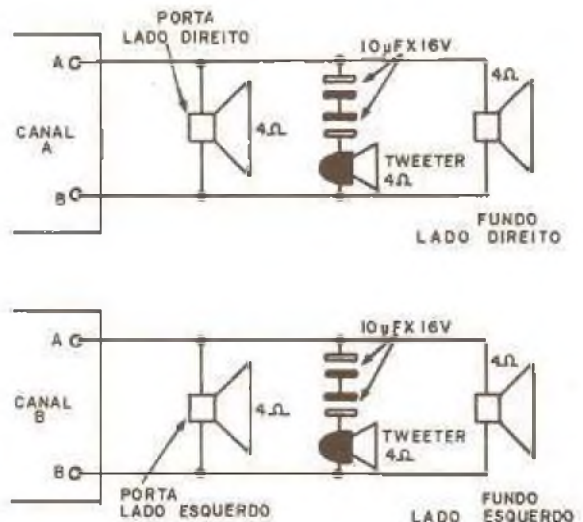 PORTA
LADO DIREITO
10µFX16V
A
4Ω
CANAL
A
4Ω
TWEETER
4Ω
B
FUNDO
LADO DIREITO
A
10µFX16V
4Ω
CANAL
B
4Ω
TWEETER
4Ω
B
PORTA
LADO ESQUERDO
FUNDO
LADO ESQUERDO